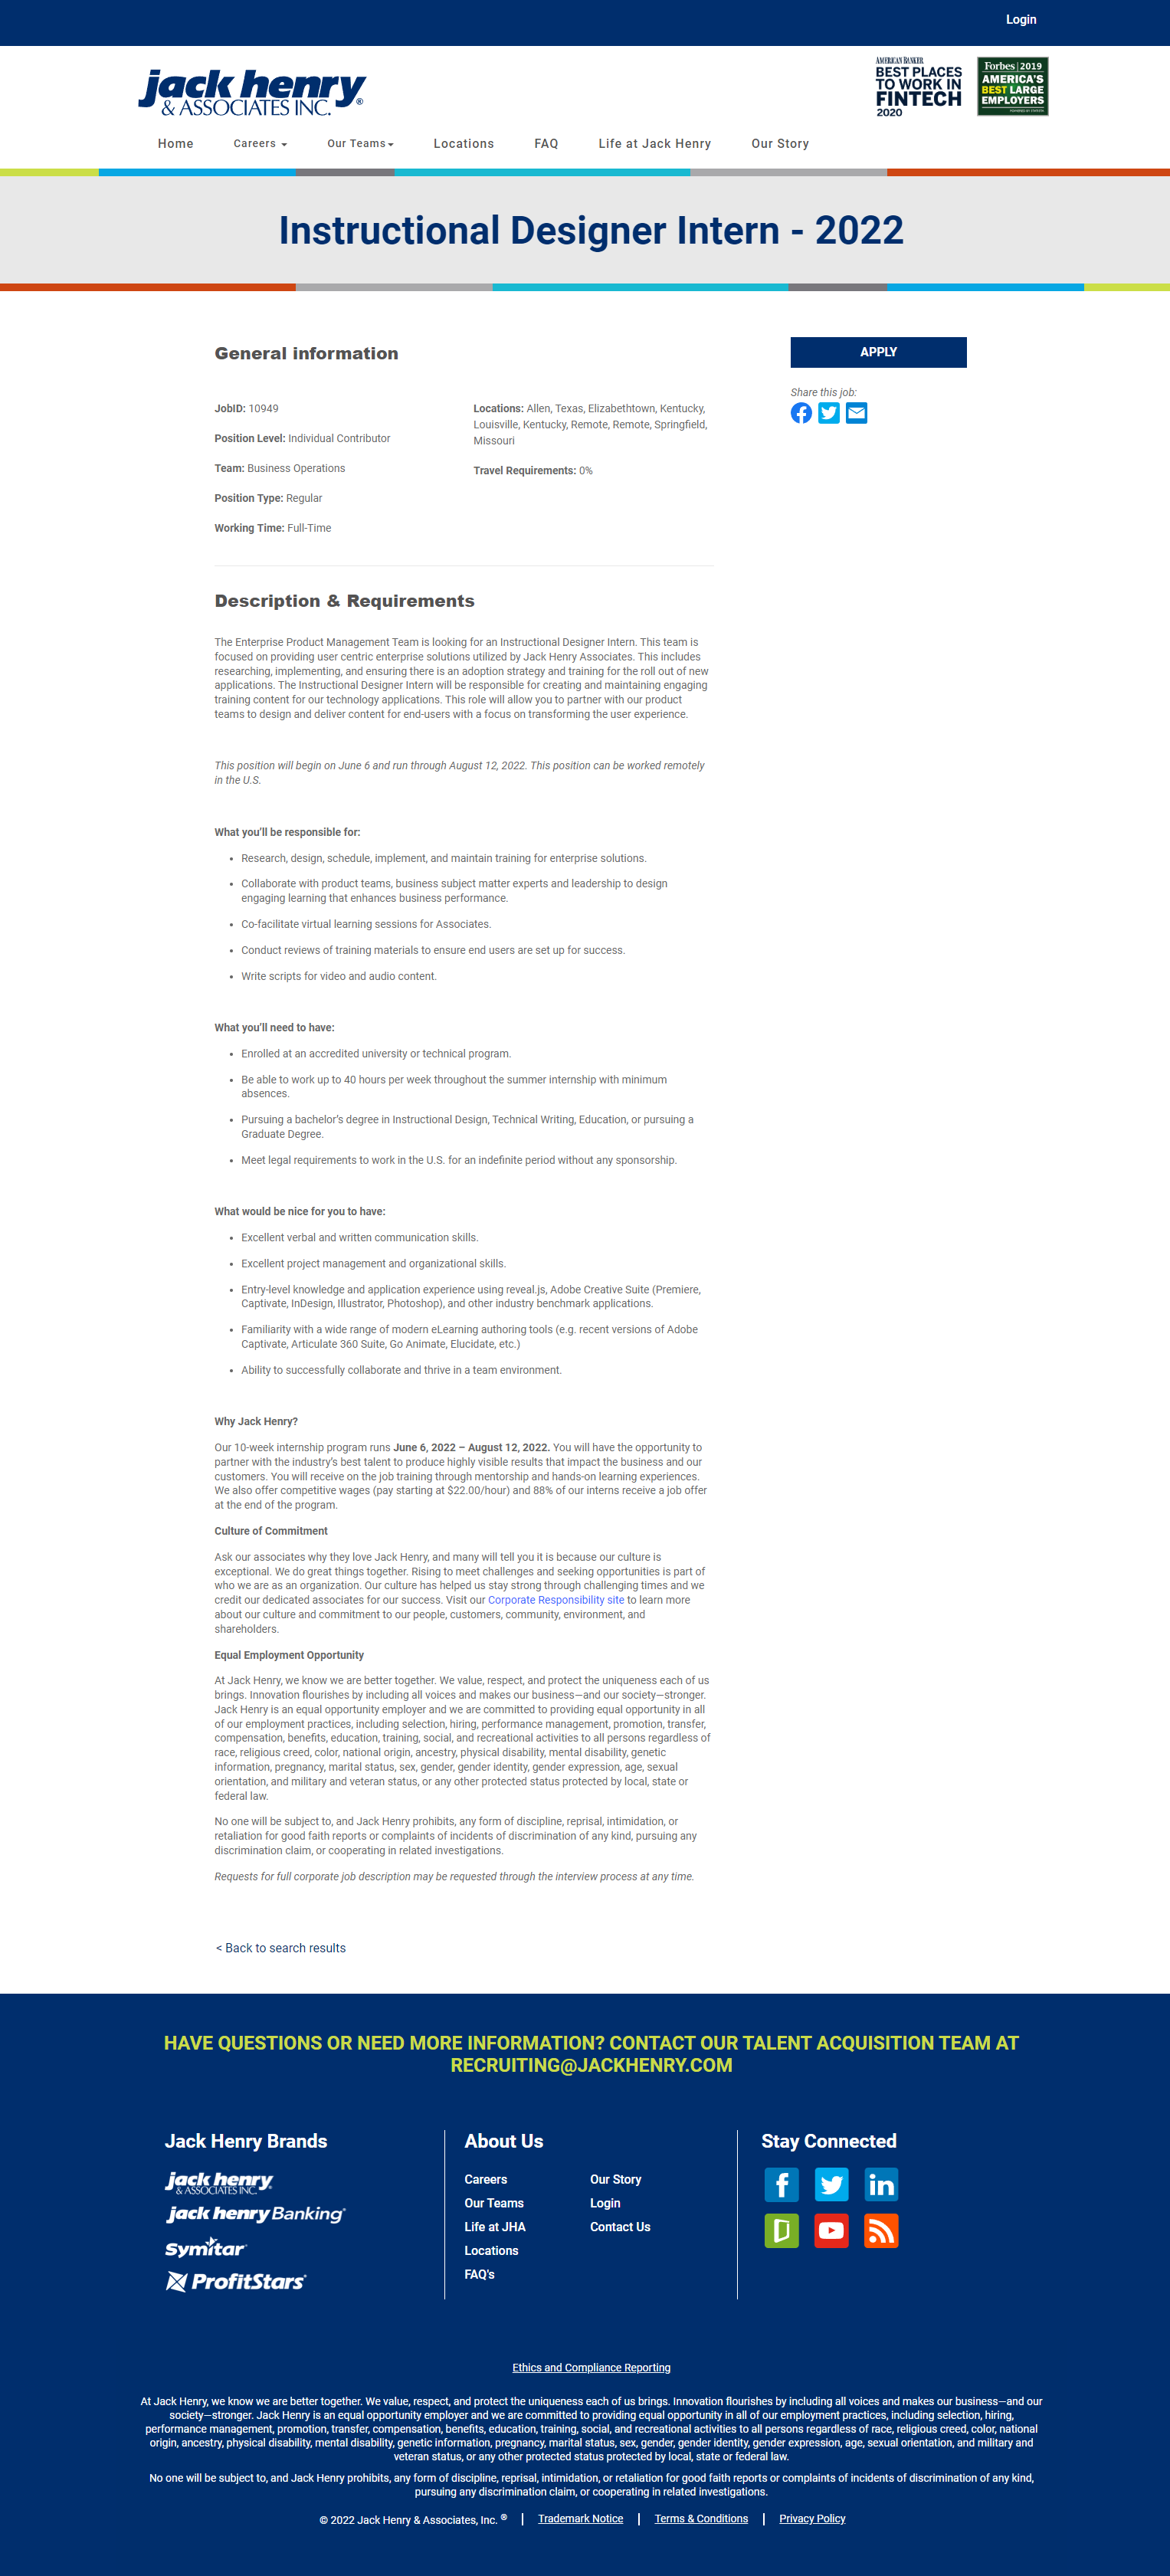 Login
jack henry
& ASSOCIATES INC.®
AMERICAN BANKER
BEST PLACES
TO WORK IN
FINTECH
2020
Forbes | 2019
AMERICA'S
BEST LARGE
EMPLOYERS
Home
Careers
Our Teams
Locations
FAQ
Life at Jack Henry
Our Story
Instructional Designer Intern - 2022
General information
JobID: 10949
Position Level: Individual Contributor
Team: Business Operations
Position Type: Regular
Working Time: Full-Time
Locations: Allen, Texas, Elizabethtown, Kentucky,
Louisville, Kentucky, Remote, Remote, Springfield,
Missouri
Travel Requirements: 0%
APPLY
Share this job:
Description & Requirements
The Enterprise Product Management Team is looking for an Instructional Designer Intern. This team is
focused on providing user centric enterprise solutions utilized by Jack Henry Associates. This includes
researching, implementing, and ensuring there is an adoption strategy and training for the roll out of new
applications. The Instructional Designer Intern will be responsible for creating and maintaining engaging
training content for our technology applications. This role will allow you to partner with our product
teams to design and deliver content for end-users with a focus on transforming the user experience.
This position will begin on June 6 and run through August 12, 2022. This position can be worked remotely
in the U.S.
What you'll be responsible for:
• Research, design, schedule, implement, and maintain training for enterprise solutions.
• Collaborate with product teams, business subject matter experts and leadership to design
engaging learning that enhances business performance.
• Co-facilitate virtual learning sessions for Associates.
• Conduct reviews of training materials to ensure end users are set up for success.
• Write scripts for video and audio content.
What you'll need to have:
• Enrolled at an accredited university or technical program.
• Be able to work up to 40 hours per week throughout the summer internship with minimum
absences.
• Pursuing a bachelor's degree in Instructional Design, Technical Writing, Education, or pursuing a
Graduate Degree.
• Meet legal requirements to work in the U.S. for an indefinite period without any sponsorship.
What would be nice for you to have:
• Excellent verbal and written communication skills.
• Excellent project management and organizational skills.
• Entry-level knowledge and application experience using reveal.js, Adobe Creative Suite (Premiere,
Captivate, InDesign, Illustrator, Photoshop), and other industry benchmark applications.
• Familiarity with a wide range of modern eLearning authoring tools (e.g. recent versions of Adobe
Captivate, Articulate 360 Suite, Go Animate, Elucidate, etc.)
• Ability to successfully collaborate and thrive in a team environment.
Why Jack Henry?
Our 10-week internship program runs June 6, 2022 – August 12, 2022. You will have the opportunity to
partner with the industry's best talent to produce highly visible results that impact the business and our
customers. You will receive on the job training through mentorship and hands-on learning experiences.
We also offer competitive wages (pay starting at $22.00/hour) and 88% of our interns receive a job offer
at the end of the program.
Culture of Commitment
Ask our associates why they love Jack Henry, and many will tell you it is because our culture is
exceptional. We do great things together. Rising to meet challenges and seeking opportunities is part of
who we are as an organization. Our culture has helped us stay strong through challenging times and we
credit our dedicated associates for our success. Visit our Corporate Responsibility site to learn more
about our culture and commitment to our people, customers, community, environment, and
shareholders.
Equal Employment Opportunity
At Jack Henry, we know we are better together. We value, respect, and protect the uniqueness each of us
brings. Innovation flourishes by including all voices and makes our business—and our society—stronger.
Jack Henry is an equal opportunity employer and we are committed to providing equal opportunity in all
of our employment practices, including selection, hiring, performance management, promotion, transfer,
compensation, benefits, education, training, social, and recreational activities to all persons regardless of
race, religious creed, color, national origin, ancestry, physical disability, mental disability, genetic
information, pregnancy, marital status, sex, gender, gender identity, gender expression, age, sexual
orientation, and military and veteran status, or any other protected status protected by local, state or
federal law.
No one will be subject to, and Jack Henry prohibits, any form of discipline, reprisal, intimidation, or
retaliation for good faith reports or complaints of incidents of discrimination of any kind, pursuing any
discrimination claim, or cooperating in related investigations.
Requests for full corporate job description may be requested through the interview process at any time.
< Back to search results
HAVE QUESTIONS OR NEED MORE INFORMATION? CONTACT OUR TALENT ACQUISITION TEAM AT
RECRUITING@JACKHENRY.COM
Jack Henry Brands
jack henry
& ASSOCIATES INC.
jack henry Banking
Symitar
ProfitStars
About Us
Careers
Our Teams
Life at JHA
Locations
FAQ's
Our Story
Login
Contact Us
Stay Connected
Ethics and Compliance Reporting
At Jack Henry, we know we are better together. We value, respect, and protect the uniqueness each of us brings. Innovation flourishes by including all voices and makes our business—and our
society—stronger. Jack Henry is an equal opportunity employer and we are committed to providing equal opportunity in all of our employment practices, including selection, hiring,
performance management, promotion, transfer, compensation, benefits, education, training, social, and recreational activities to all persons regardless of race, religious creed, color, national
origin, ancestry, physical disability, mental disability, genetic information, pregnancy, marital status, sex, gender, gender identity, gender expression, age, sexual orientation, and military and
veteran status, or any other protected status protected by local, state or federal law.
No one will be subject to, and Jack Henry prohibits, any form of discipline, reprisal, intimidation, or retaliation for good faith reports or complaints of incidents of discrimination of any kind,
pursuing any discrimination claim, or cooperating in related investigations.
© 2022 Jack Henry & Associates, Inc. ® | Trademark Notice | Terms & Conditions | Privacy Policy